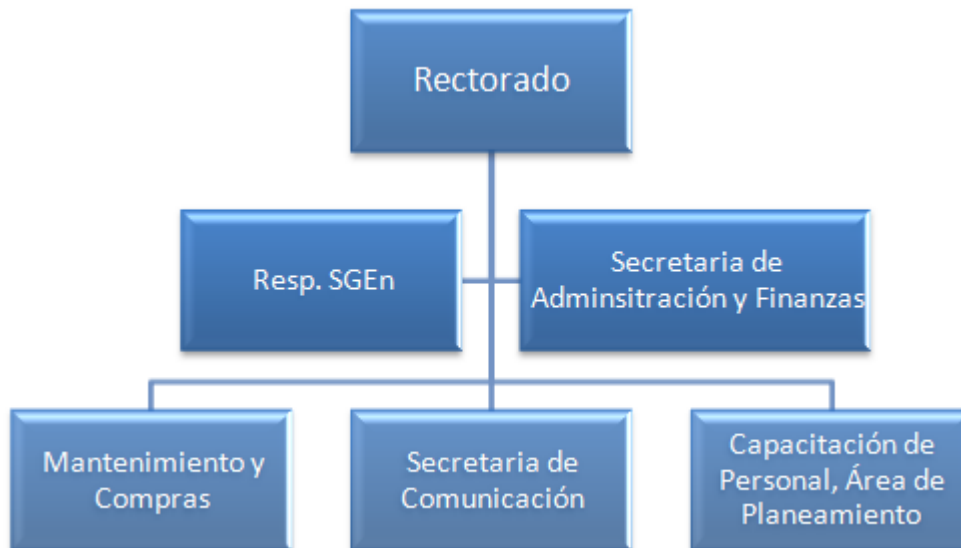 Rectorado
Resp. SGEn
Secretaria de
Adminsitración y Finanzas
Mantenimiento y
Compras
Secretaria de
Comunicación
Capacitación de
Personal, Área de
Planeamiento